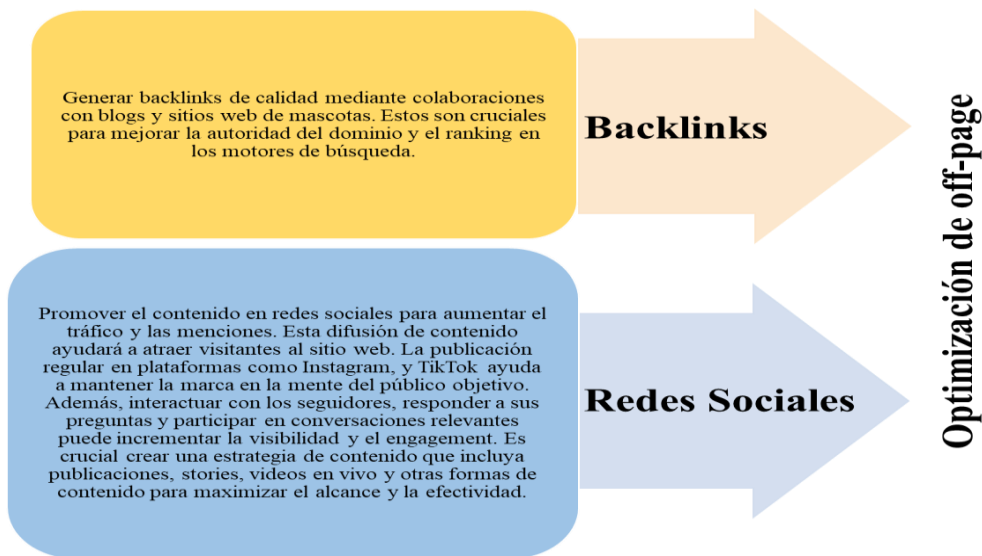 Generar backlinks de calidad mediante colaboraciones
con blogs y sitios web de mascotas. Estos son cruciales
para mejorar la autoridad del dominio y el ranking en
los motores de búsqueda.
Backlinks
Promover el contenido en redes sociales para aumentar el
tráfico y las menciones. Esta difusión de contenido
ayudará a atraer visitantes al sitio web. La publicación
regular en plataformas como Instagram, y TikTok ayuda
a mantener la marca en la mente del público objetivo.
Además, interactuar con los seguidores, responder a sus
preguntas y participar en conversaciones relevantes
puede incrementar la visibilidad y el engagement. Es
crucial crear una estrategia de contenido que incluya
publicaciones, stories, videos en vivo y otras formas de
contenido para maximizar el alcance y la efectividad.
Redes Sociales
Optimización de off-page